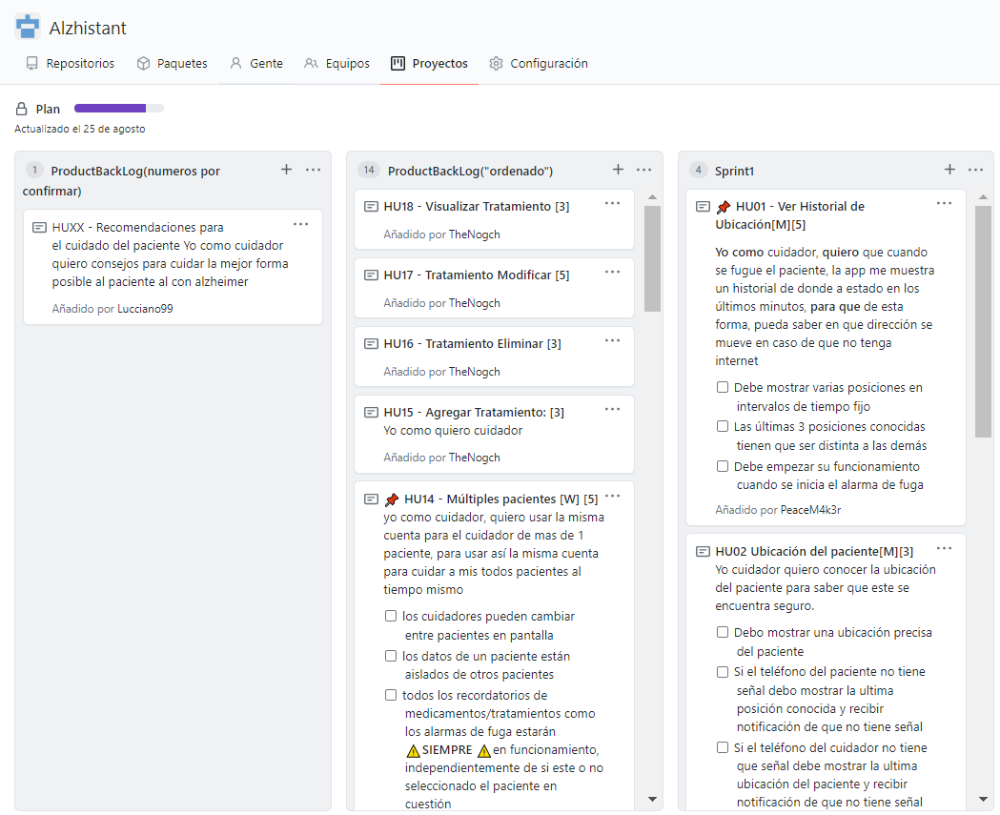 Alzhistant
Repositorios
Paquetes
Gente
Equipos
Proyectos
Configuración
Plan
Actualizado el 25 de agosto
1
ProductBackLog(numeros por
confirmar)
HUXX - Recomendaciones para
el cuidado del paciente Yo como cuidador
quiero consejos para cuidar la mejor forma
posible al paciente al con alzheimer
Añadido por Lucciano99
14
ProductBackLog("ordenado")
HU18 - Visualizar Tratamiento [3]
Añadido por TheNogch
HU17 - Tratamiento Modificar [5]
Añadido por TheNogch
HU16 - Tratamiento Eliminar [3]
Añadido por TheNogch
HU15 - Agregar Tratamiento: [3]
Yo como quiero cuidador
Añadido por TheNogch
HU14 - Múltiples pacientes [W] [5]
yo como cuidador, quiero usar la misma
cuenta para el cuidador de mas de 1
paciente, para usar así la misma cuenta
para cuidar a mis todos pacientes al
tiempo mismo
los cuidadores pueden cambiar
entre pacientes en pantalla
los datos de un paciente están
aislados de otros pacientes
todos los recordatorios de
medicamentos/tratamientos como
los alarmas de fuga estarán
⚠SIEMPRE ⚠en funcionamiento,
independientemente de si este o no
seleccionado el paciente en
cuestión
4
Sprint1
HU01 - Ver Historial de
Ubicación[M][5]
Yo como cuidador, quiero que cuando
se fugue el paciente, la app me muestra
un historial de donde a estado en los
últimos minutos, para que de esta
forma, pueda saber en que dirección se
mueve en caso de que no tenga
internet
Debe mostrar varias posiciones en
intervalos de tiempo fijo
Las últimas 3 posiciones conocidas
tienen que ser distinta a las demás
Debe empezar su funcionamiento
cuando se inicia el alarma de fuga
Añadido por PeaceM4k3r
HU02 Ubicación del paciente[M][3]
Yo cuidador quiero conocer la ubicación
del paciente para saber que este se
encuentra seguro.
Debo mostrar una ubicación precisa
del paciente
Si el teléfono del paciente no tiene
señal debo mostrar la ultima
posición conocida y recibir
notificación de que no tiene señal
Si el teléfono del cuidador no tiene
que señal debe mostrar la ultima
ubicación del paciente y recibir
notificación de que no tiene señal